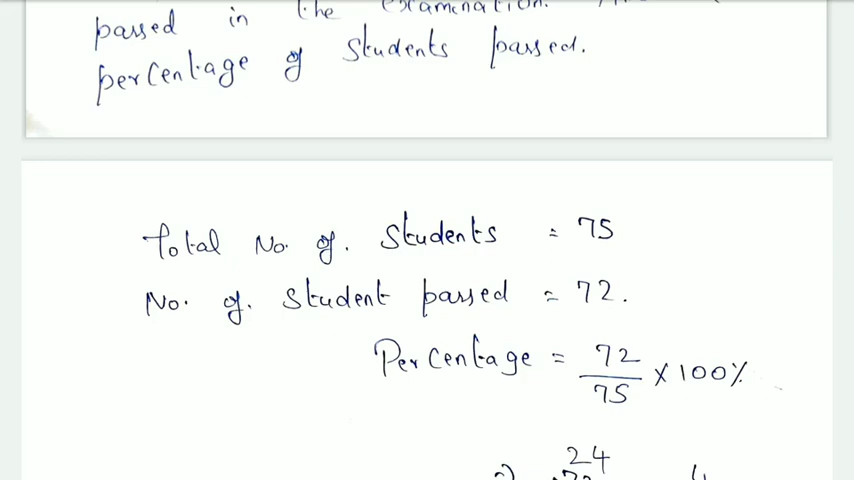 passed in the examination.
percentage of students passed.
Total No. of. Students = 75
No. of. Student passed = 72.
Percentage = 72/75 × 100%
24